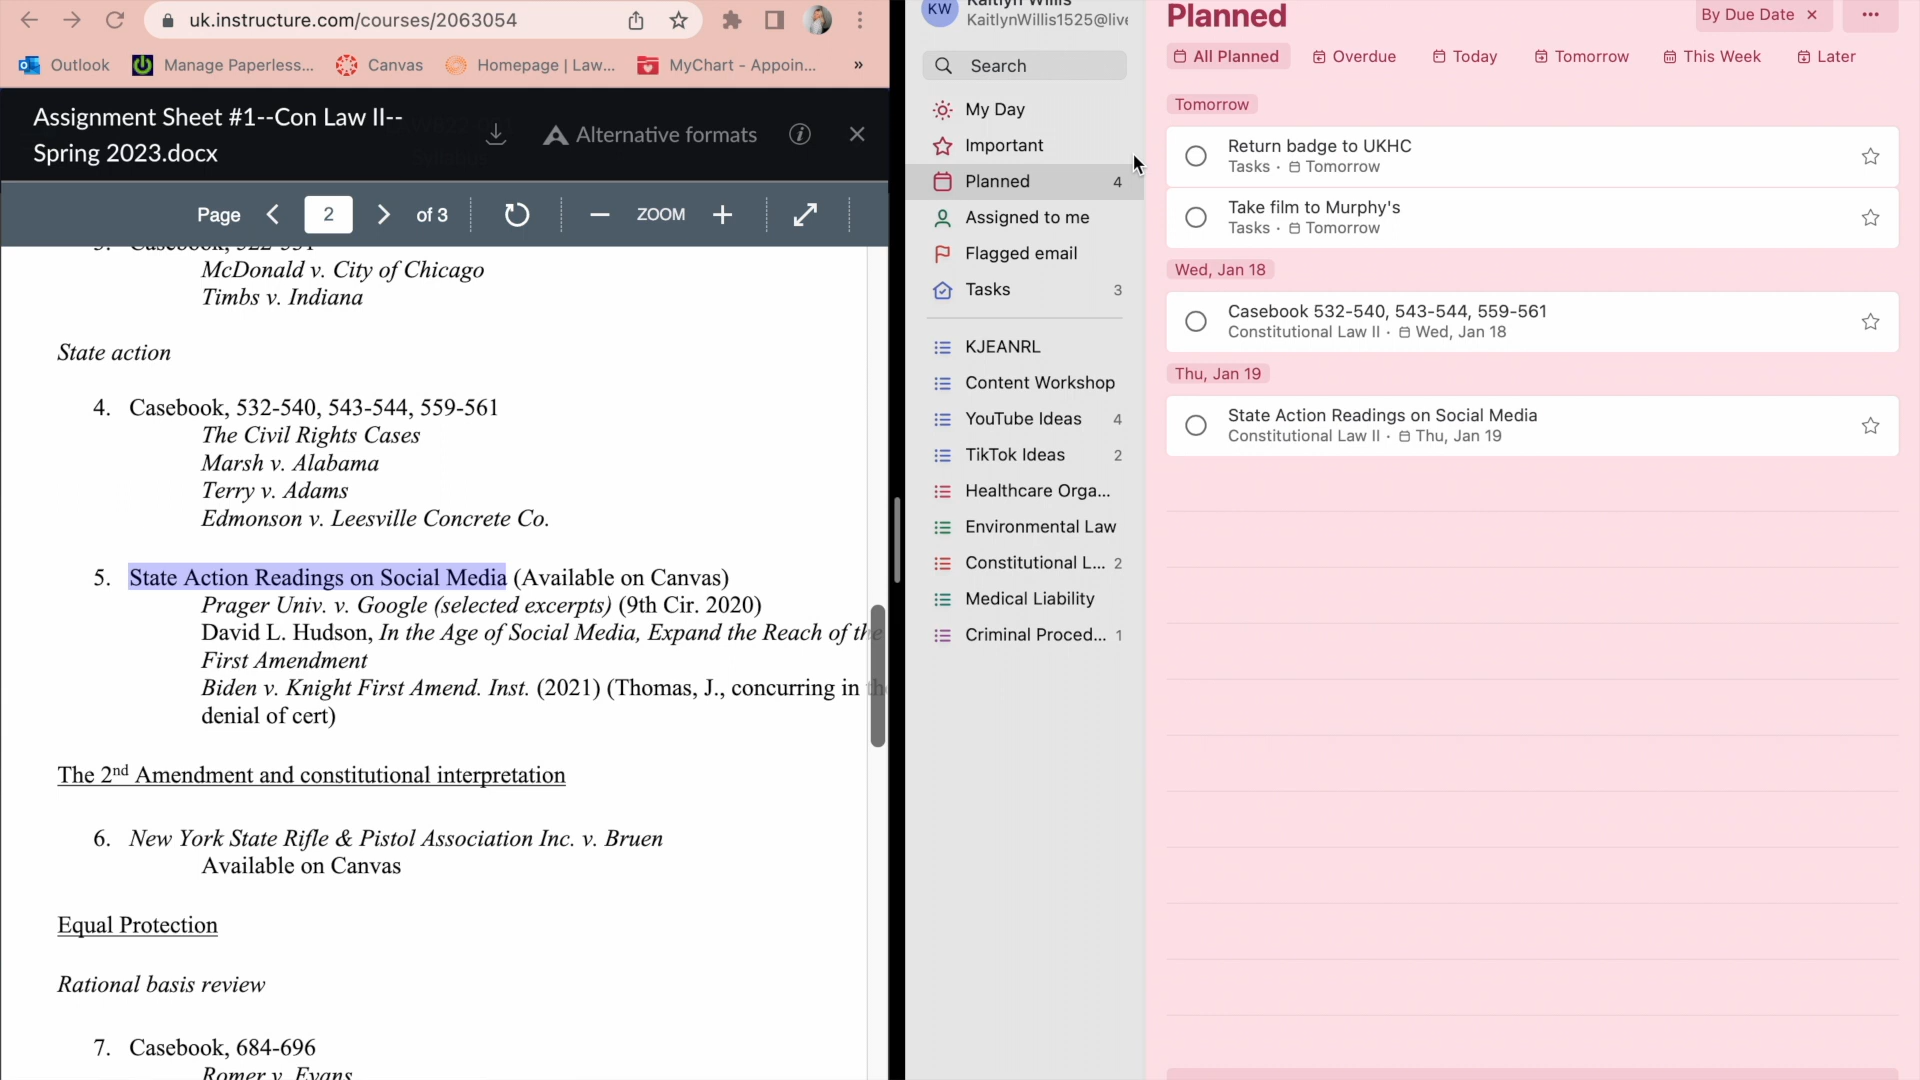 uk.instructure.com/courses/2063054
Outlook
Manage Paperless...
Canvas
Homepage | Law...
MyChart - Appoin...
»
Assignment Sheet #1--Con Law II--
Spring 2023.docx
Alternative formats
Page
2
of 3
ZOOM
McDonald v. City of Chicago
Timbs v. Indiana
State action
4. Casebook, 532-540, 543-544, 559-561
The Civil Rights Cases
Marsh v. Alabama
Terry v. Adams
Edmonson v. Leesville Concrete Co.
5. State Action Readings on Social Media (Available on Canvas)
Prager Univ. v. Google (selected excerpts) (9th Cir. 2020)
David L. Hudson, In the Age of Social Media, Expand the Reach of the
First Amendment
Biden v. Knight First Amend. Inst. (2021) (Thomas, J., concurring in the
denial of cert)
The 2nd Amendment and constitutional interpretation
6. New York State Rifle & Pistol Association Inc. v. Bruen
Available on Canvas
Equal Protection
Rational basis review
7. Casebook, 684-696
Romer v. Evans
KW
Kaitlyn Willis
KaitlynWillis1525@live
Search
My Day
Important
Planned 4
Assigned to me
Flagged email
Tasks 3
KJEANRL
Content Workshop
YouTube Ideas 4
TikTok Ideas 2
Healthcare Orga...
Environmental Law
Constitutional L... 2
Medical Liability
Criminal Proced... 1
Planned
By Due Date
All Planned
Overdue
Today
Tomorrow
This Week
Later
Tomorrow
Return badge to UKHC
Tasks · Tomorrow
Take film to Murphy's
Tasks · Tomorrow
Wed, Jan 18
Casebook 532-540, 543-544, 559-561
Constitutional Law II · Wed, Jan 18
Thu, Jan 19
State Action Readings on Social Media
Constitutional Law II · Thu, Jan 19